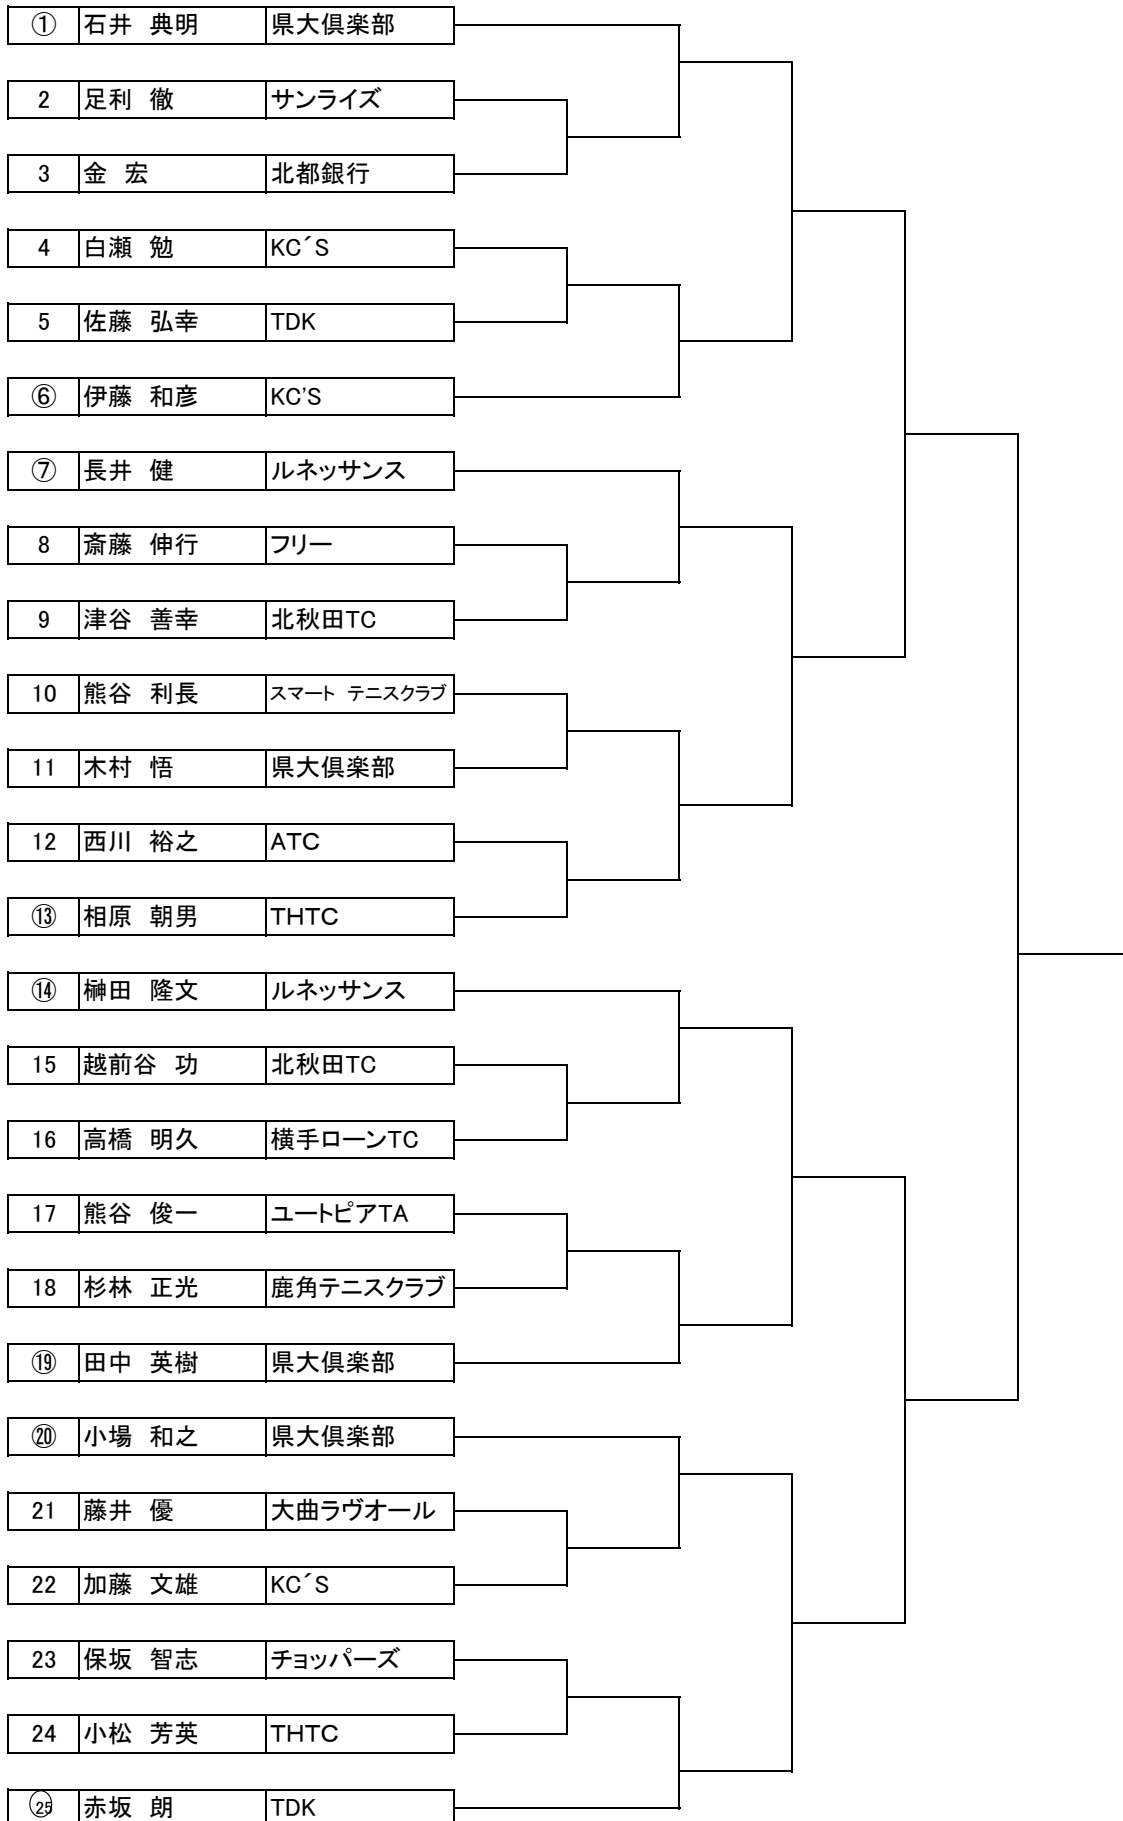 ① 石井 典明 県大倶楽部
2 足利 徹 サンライズ
3 金 宏 北都銀行
4 白瀬 勉 KC´S
5 佐藤 弘幸 TDK
⑥ 伊藤 和彦 KC'S
⑦ 長井 健 ルネッサンス
8 斎藤 伸行 フリー
9 津谷 善幸 北秋田TC
10 熊谷 利長 スマート テニスクラブ
11 木村 悟 県大倶楽部
12 西川 裕之 ATC
⑬ 相原 朝男 THTC
⑭ 榊田 隆文 ルネッサンス
15 越前谷 功 北秋田TC
16 高橋 明久 横手ローンTC
17 熊谷 俊一 ユートピアTA
18 杉林 正光 鹿角テニスクラブ
⑲ 田中 英樹 県大倶楽部
⑳ 小場 和之 県大倶楽部
21 藤井 優 大曲ラヴオール
22 加藤 文雄 KC´S
23 保坂 智志 チョッパーズ
24 小松 芳英 THTC
㉕ 赤坂 朗 TDK